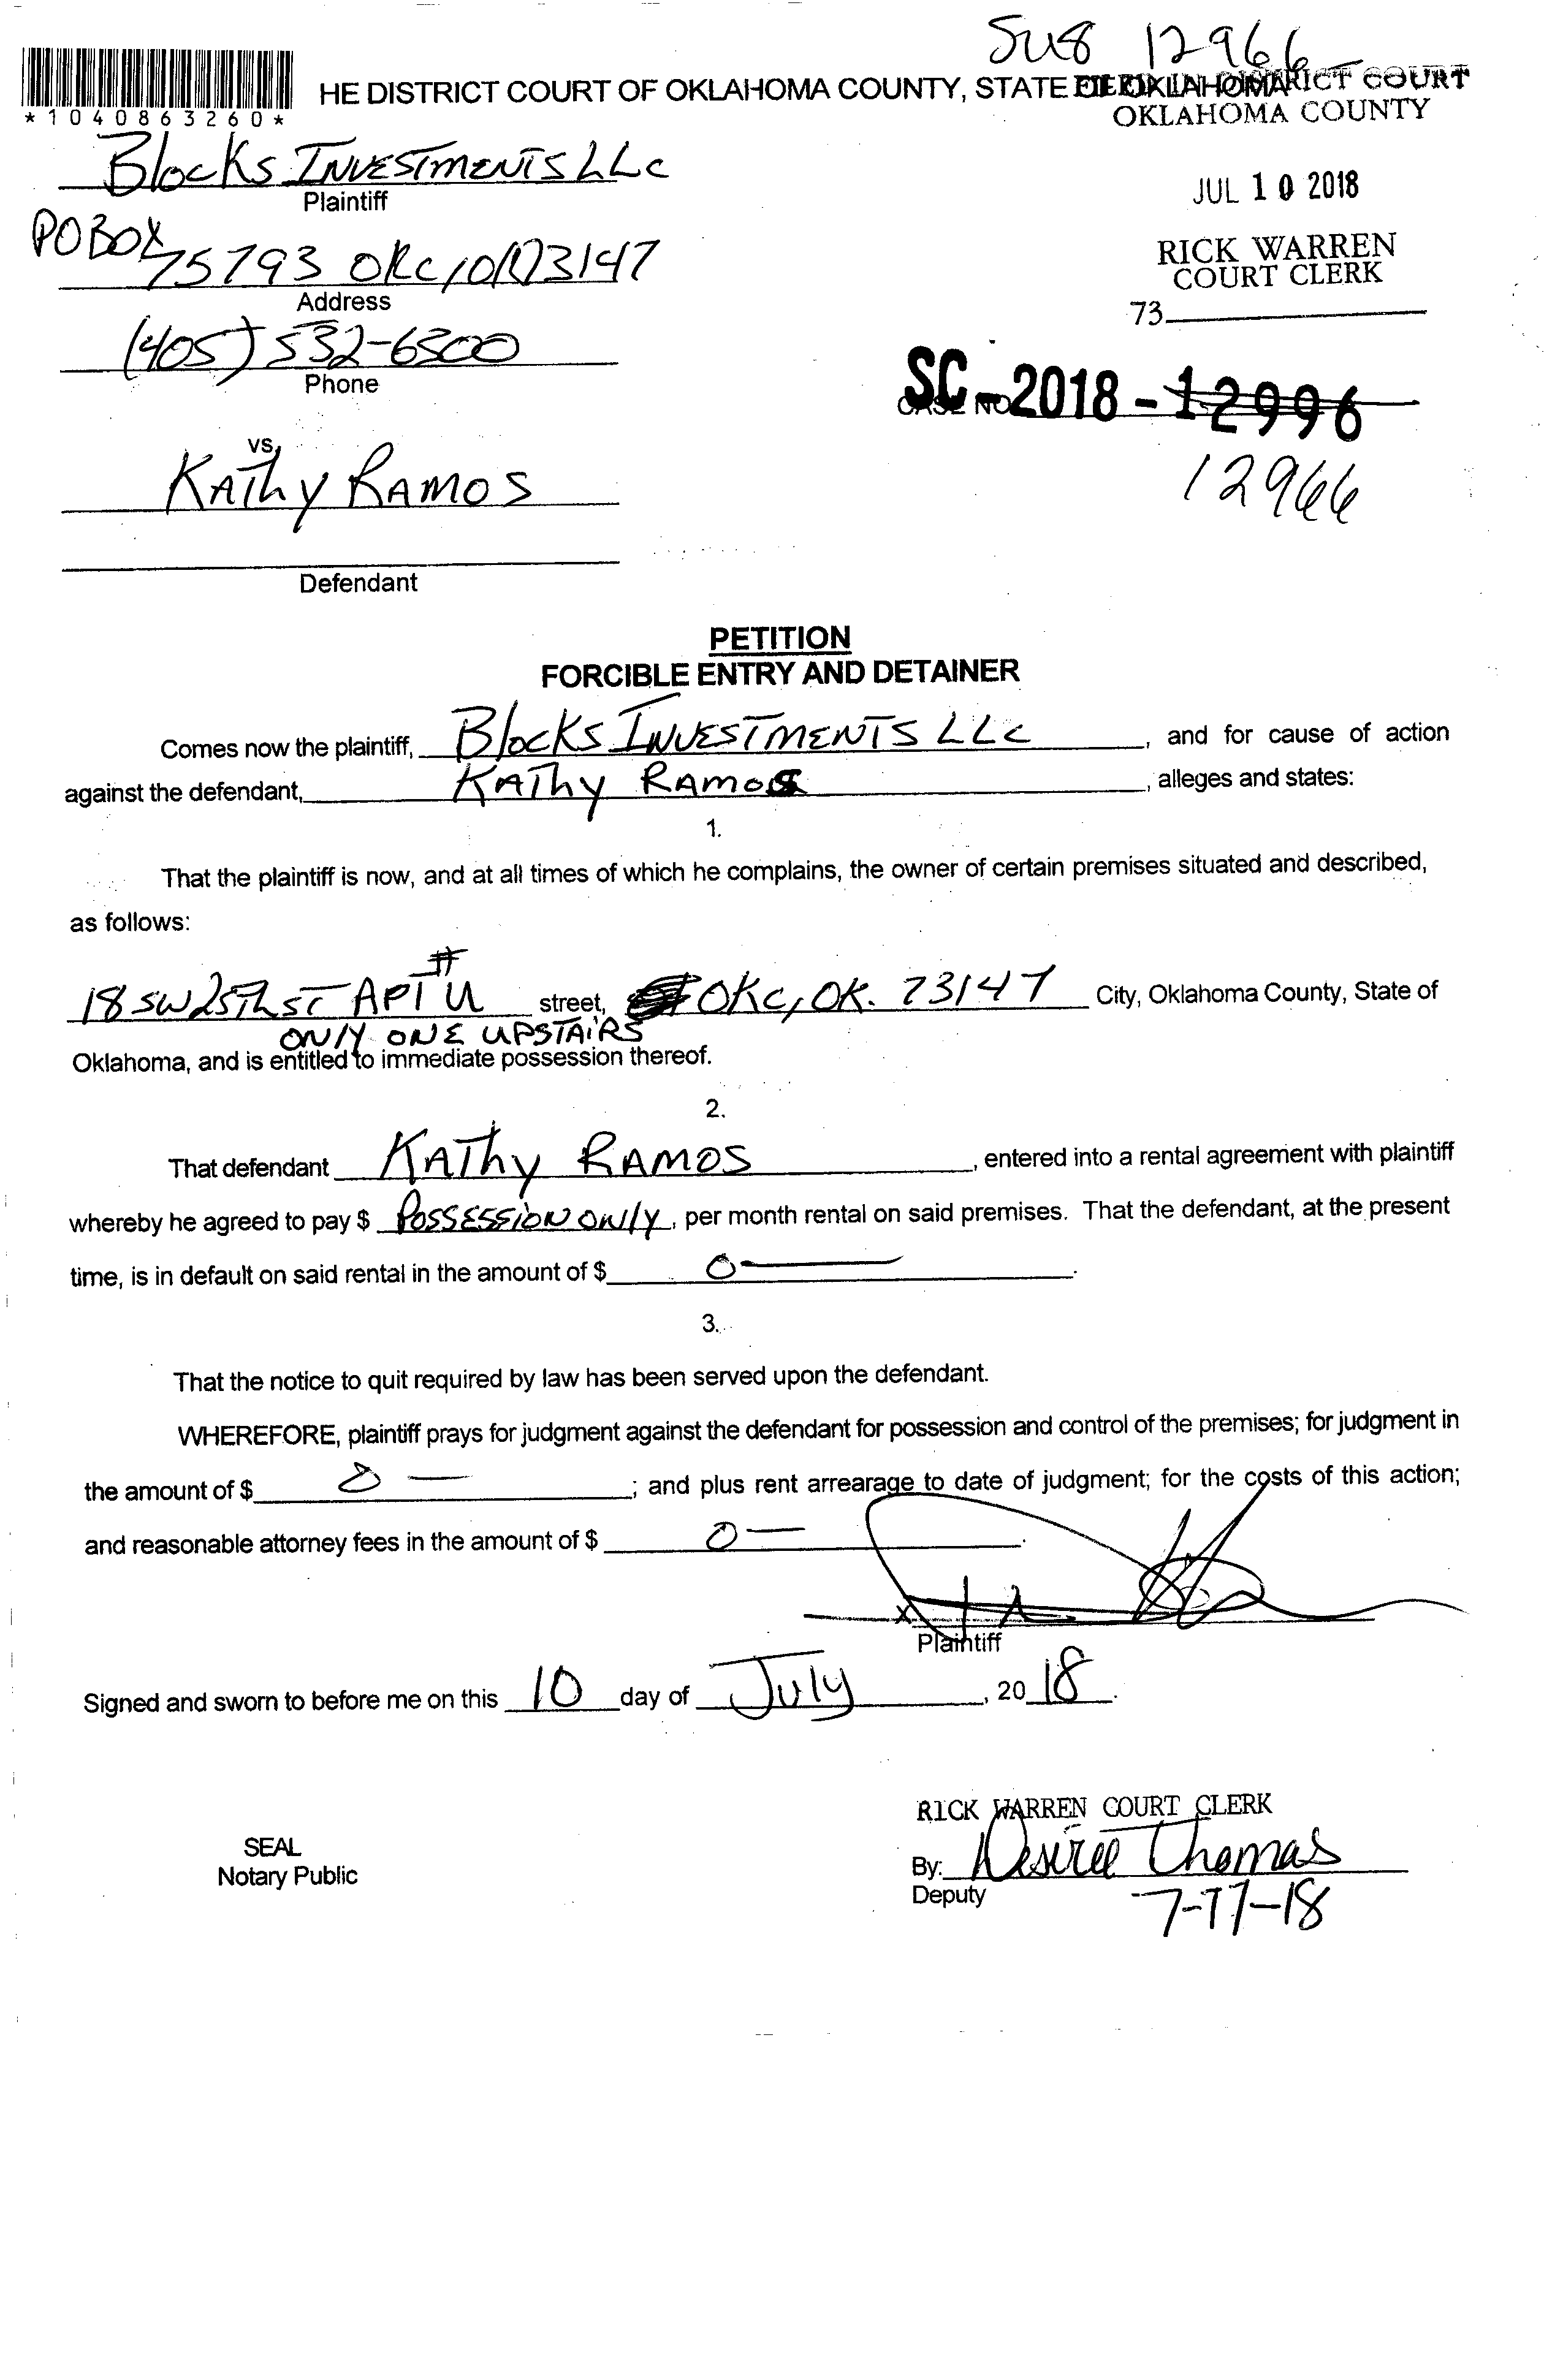 SUB 12966
HE DISTRICT COURT OF OKLAHOMA COUNTY, STATE OF OKLAHOMA
FILED IN DISTRICT COURT
OKLAHOMA COUNTY
*1040863260*
Blocks INVESTMENTS LLC
Plaintiff
JUL 10 2018
PO BOX
75793 OKC, OK 73147
Address
RICK WARREN
COURT CLERK
73
(405) 532-6300
Phone
SC-2018-12996
CASE NO.
12966
vs.
KAThy RAMOS
Defendant
PETITION
FORCIBLE ENTRY AND DETAINER
Comes now the plaintiff, Blocks INVESTMENTS LLC, and for cause of action
against the defendant, KAThy RAMOS, alleges and states:
1.
That the plaintiff is now, and at all times of which he complains, the owner of certain premises situated and described,
as follows:
18 SW 25Th ST APT # U street, OKC, OK. 73147 City, Oklahoma County, State of
ONlY ONE UPSTAiRS
Oklahoma, and is entitled to immediate possession thereof.
2.
That defendant KAThy RAMOS, entered into a rental agreement with plaintiff
whereby he agreed to pay $ POSSESSiON ONlY, per month rental on said premises. That the defendant, at the present
time, is in default on said rental in the amount of $ 0—.
3.
That the notice to quit required by law has been served upon the defendant.
WHEREFORE, plaintiff prays for judgment against the defendant for possession and control of the premises; for judgment in
the amount of $ 0 —; and plus rent arrearage to date of judgment; for the costs of this action;
and reasonable attorney fees in the amount of $ 0 —.
X
Plaintiff
Signed and sworn to before me on this 10 day of July, 20 18.
RICK WARREN COURT CLERK
SEAL
Notary Public
By: Desiree Thomas
Deputy
7-17-18